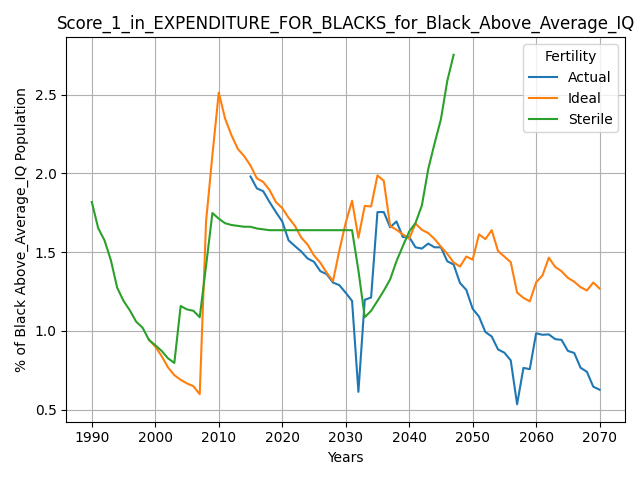 Score_1_in_EXPENDITURE_FOR_BLACKS_for_Black_Above_Average_IQ
Fertility
Actual
Ideal
Sterile
% of Black Above_Average_IQ Population
2.5
2.0
1.5
1.0
0.5
1990 2000 2010 2020 2030 2040 2050 2060 2070
Years